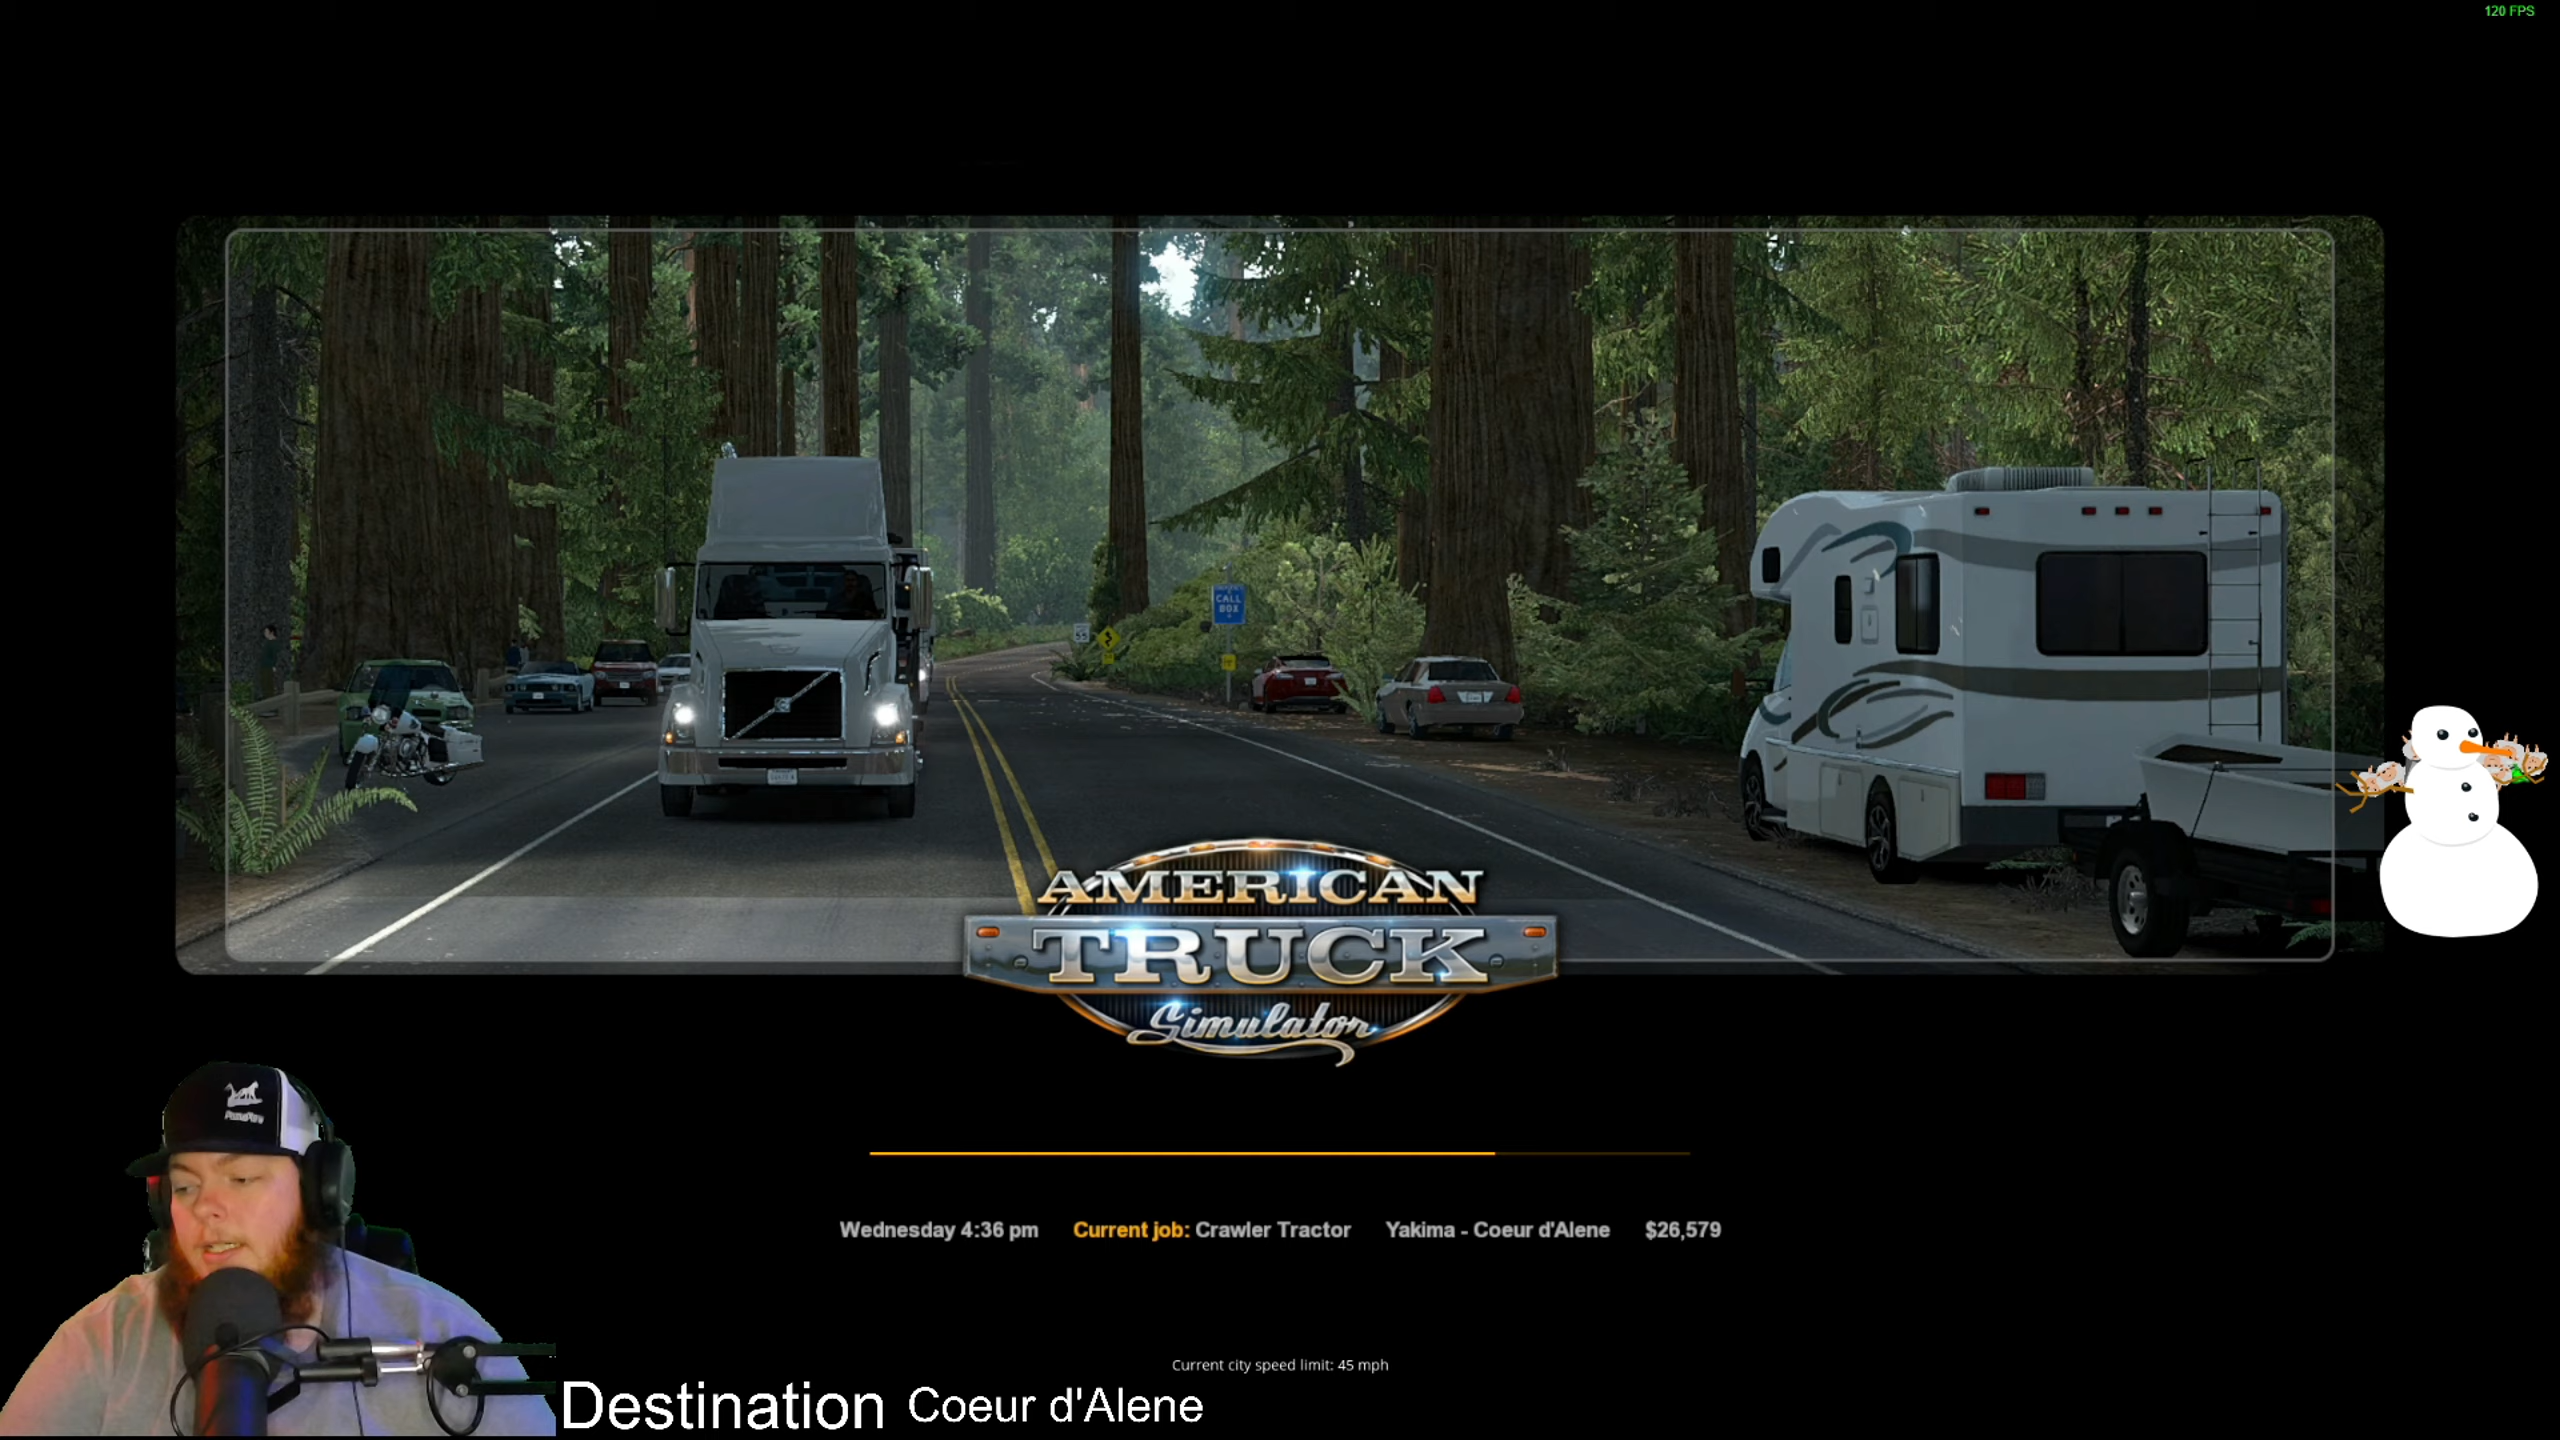 120 FPS
CALL
BOX
55
AMERICAN
TRUCK
Simulator
Wednesday 4:36 pm Current job: Crawler Tractor Yakima - Coeur d'Alene $26,579
Current city speed limit: 45 mph
Destination Coeur d'Alene